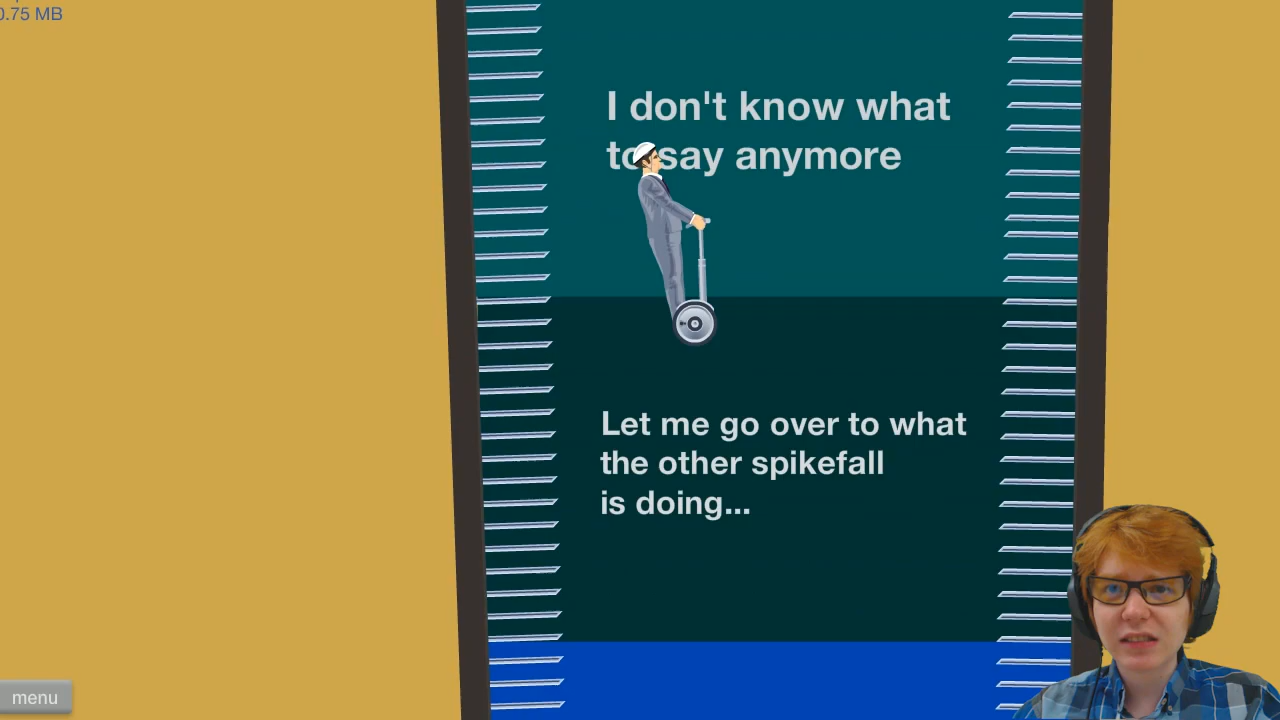 0.75 MB
I don't know what
to say anymore
Let me go over to what
the other spikefall
is doing...
menu